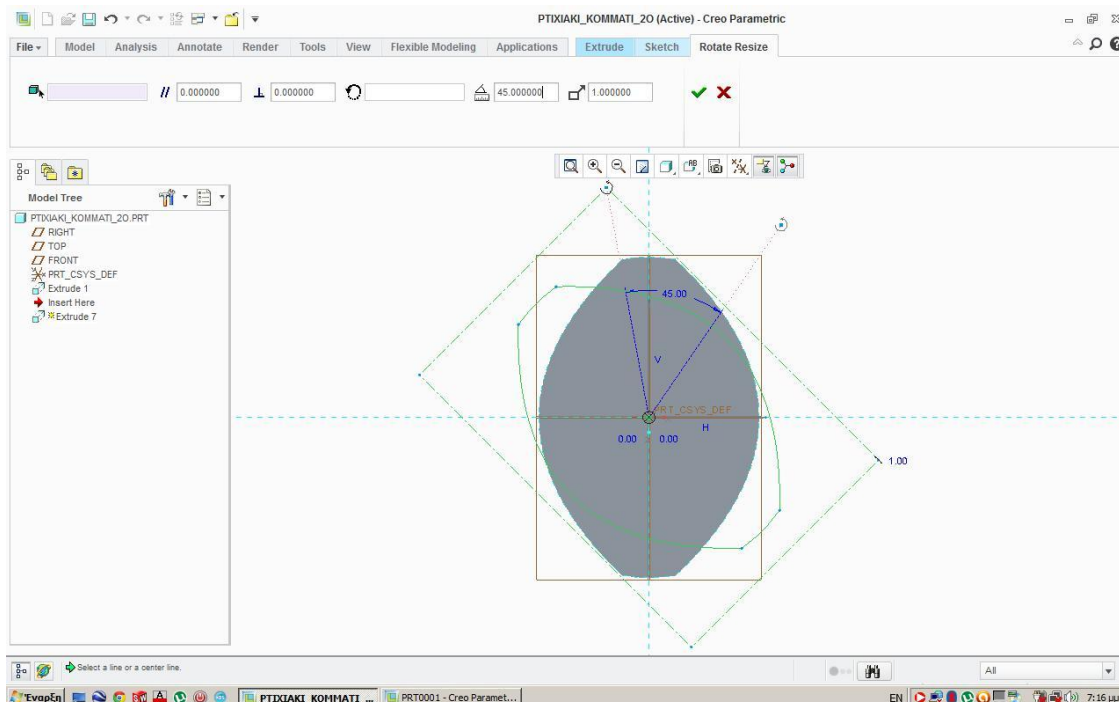 PTIXIAKI_KOMMATI_2O (Active) - Creo Parametric
File Model Analysis Annotate Render Tools View Flexible Modeling Applications Extrude Sketch Rotate Resize
0.000000 0.000000 45.000000 1.000000
Model Tree
PTIXIAKI_KOMMATI_2O.PRT
RIGHT
TOP
FRONT
PRT_CSYS_DEF
Extrude 1
Insert Here
Extrude 7
45.00
V
PRT_CSYS_DEF
H
0.00 0.00
1.00
Select a line or a center line.
All
Έναρξη PTIXIAKI_KOMMATI_... PRT0001 - Creo Paramet... EN 7:16 μμ